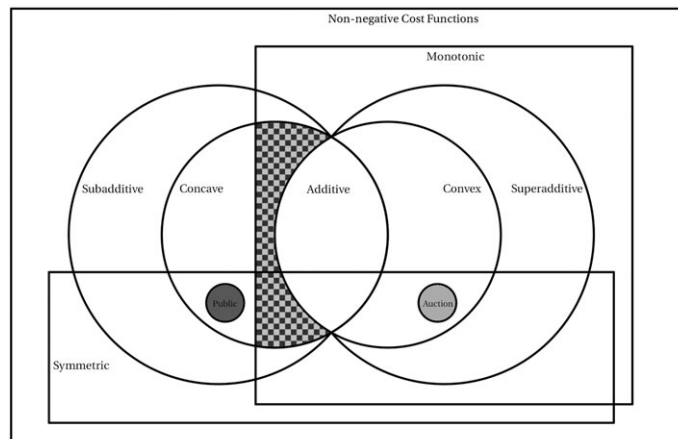 Non-negative Cost Functions
Monotonic
Subadditive
Concave
Additive
Convex
Superadditive
Public
Auction
Symmetric